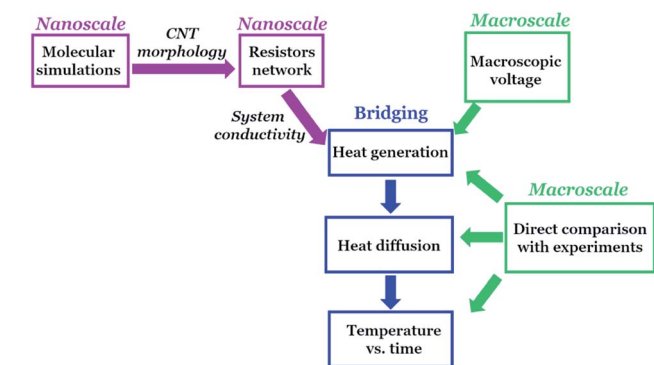 Nanoscale
Molecular
simulations
CNT
morphology
Nanoscale
Resistors
network
Macroscale
Macroscopic
voltage
System
conductivity
Bridging
Heat generation
Macroscale
Direct comparison
with experiments
Heat diffusion
Temperature
vs. time